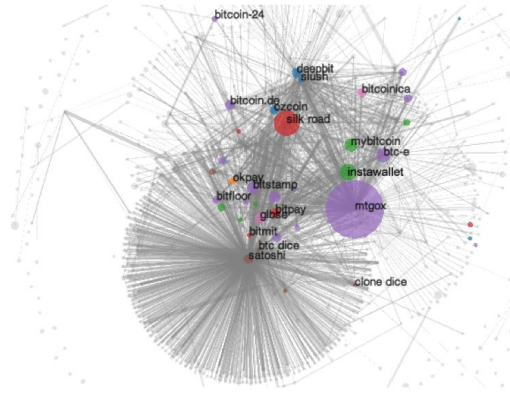 bitcoin-24
deepbit
slush
bitcoinica
bitcoin.de
ozcoin
silk road
mybitcoin
btc-e
instawallet
okpay
bitstamp
bitfloor
mtgox
bitpay
glbse
bitmit
btc dice
satoshi
clone dice